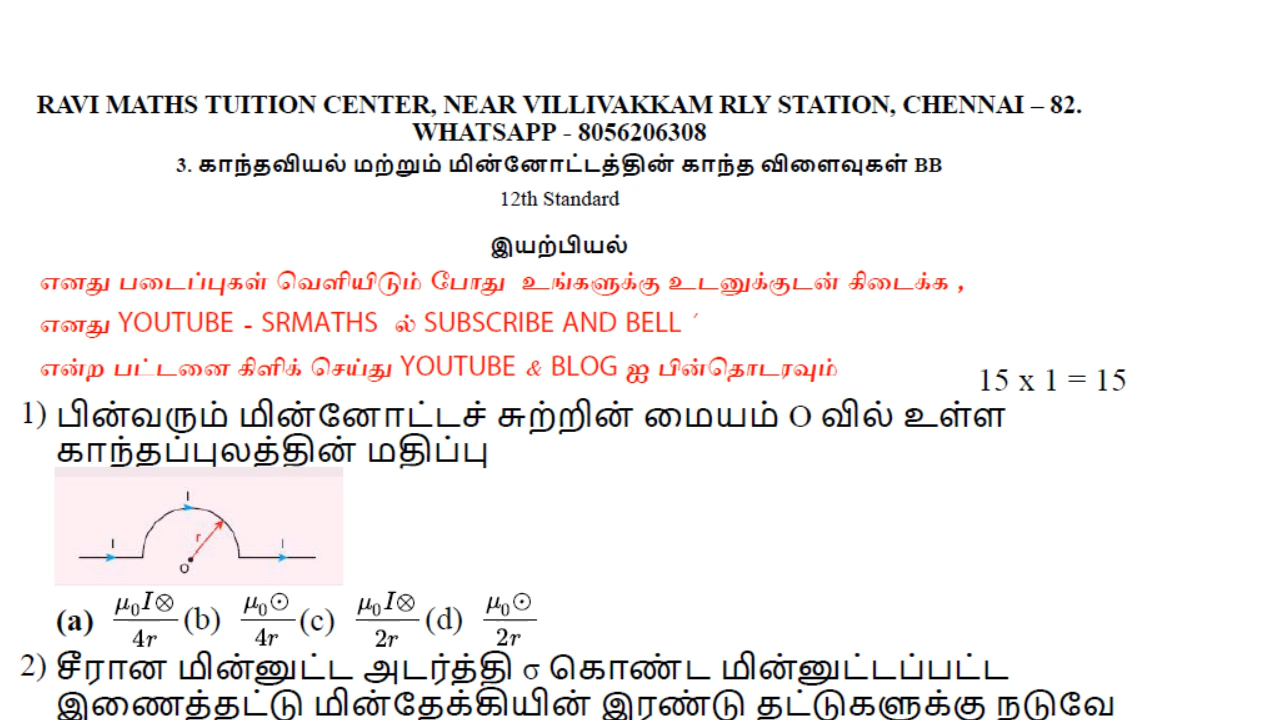 RAVI MATHS TUITION CENTER, NEAR VILLIVAKKAM RLY STATION, CHENNAI – 82.
WHATSAPP - 8056206308
3. காந்தவியல் மற்றும் மின்னோட்டத்தின் காந்த விளைவுகள் BB
12th Standard
இயற்பியல்
எனது படைப்புகள் வெளியிடும் போது உங்களுக்கு உடனுக்குடன் கிடைக்க ,
எனது YOUTUBE - SRMATHS ல் SUBSCRIBE AND BELL ′
என்ற பட்டனை கிளிக் செய்து YOUTUBE & BLOG ஐ பின்தொடரவும்
15 x 1 = 15
1) பின்வரும் மின்னோட்டச் சுற்றின் மையம் O வில் உள்ள
காந்தப்புலத்தின் மதிப்பு
I
I r I
O
(a) μ₀I⊗/4r (b) μ₀⊙/4r (c) μ₀I⊗/2r (d) μ₀⊙/2r
2) சீரான மின்னுட்ட அடர்த்தி σ கொண்ட மின்னுட்டப்பட்ட
இணைத்தட்டு மின்தேக்கியின் இரண்டு தட்டுகளுக்கு நடுவே